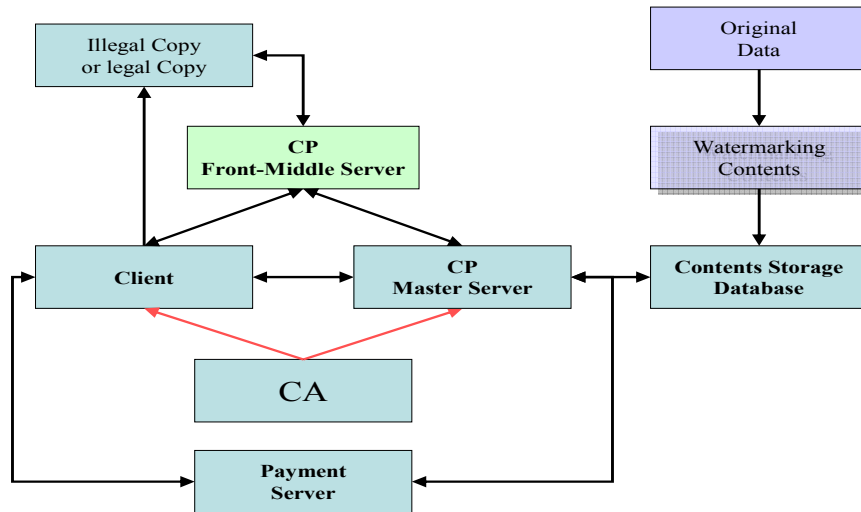 Illegal Copy
or legal Copy
Original
Data
CP
Front-Middle Server
Watermarking
Contents
Client
CP
Master Server
Contents Storage
Database
CA
Payment
Server